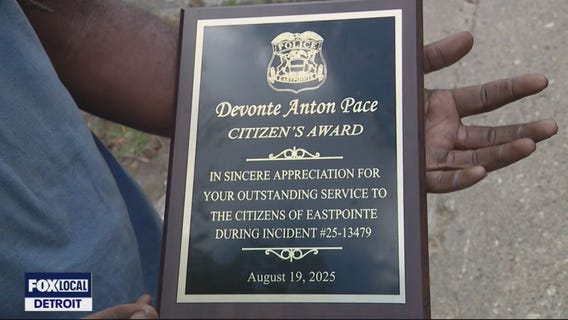 POLICE
EASTPOINTE
Devonte Anton Pace
CITIZEN'S AWARD
IN SINCERE APPRECIATION FOR
YOUR OUTSTANDING SERVICE TO
THE CITIZENS OF EASTPOINTE
DURING INCIDENT #25-13479
August 19, 2025
FOX LOCAL
DETROIT